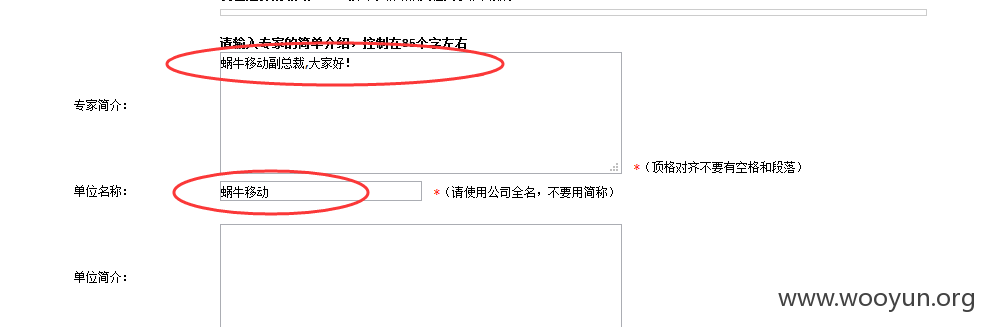 请输入专家的简单介绍，控制在85个字左右
蜗牛移动副总裁,大家好!
专家简介：
*（顶格对齐不要有空格和段落）
单位名称：
蜗牛移动
*（请使用公司全名，不要用简称）
单位简介：
www.wooyun.org